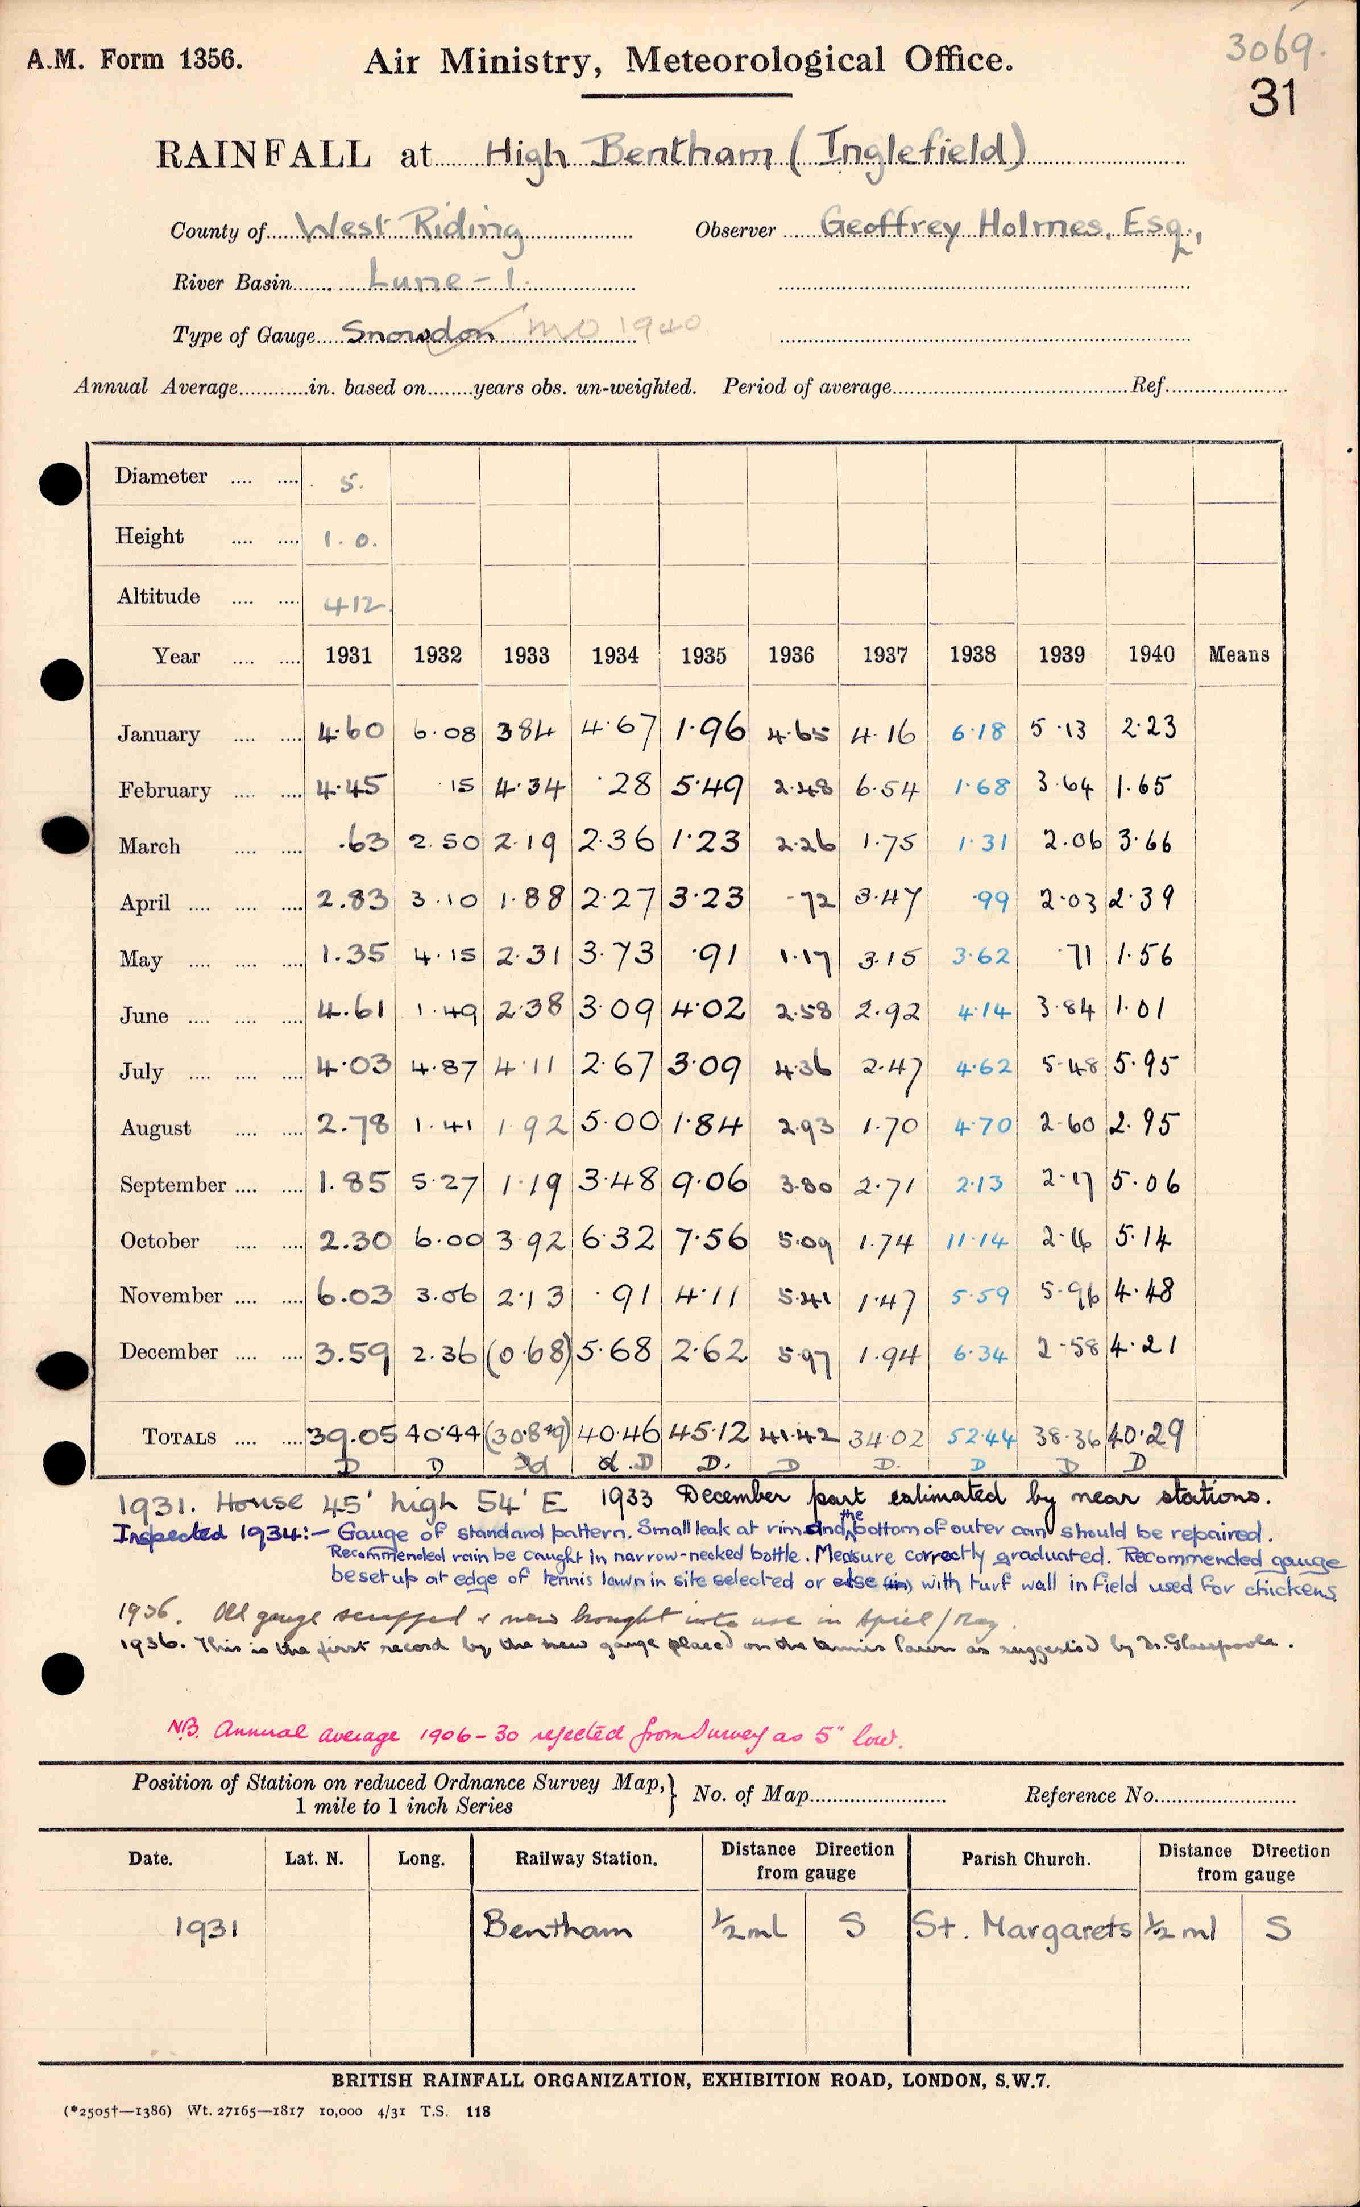 3069.
A.M. Form 1356.
Air Ministry, Meteorological Office.
31
RAINFALL at High Bentham (Inglefield)
County of West Riding Observer Geoffrey Holmes, Esq.,
River Basin Lune - 1.
Type of Gauge Snowdon MO 1940
Annual Average............in. based on........years obs. un-weighted. Period of average............ Ref............
Diameter .... .... 5.
Height .... .... 1. 0.
Altitude .... .... 412.
Year .... .... 1931 1932 1933 1934 1935 1936 1937 1938 1939 1940 Means
January .... .... 4.60 6.08 3 84 4.67 1.96 4.65 4.16 6.18 5.13 2.23
February .... .... 4.45 .15 4.34 .28 5.49 2.48 6.54 1.68 3.64 1.65
March .... .... .63 2.50 2.19 2.36 1.23 2.26 1.75 1.31 2.06 3.66
April .... .... .... 2.83 3.10 1.88 2.27 3.23 .72 3.47 .99 2.03 2.39
May .... .... .... 1.35 4.15 2.31 3.73 .91 1.17 3.15 3.62 .71 1.56
June .... .... .... 4.61 1.49 2.38 3.09 4.02 2.58 2.92 4.14 3.84 1.01
July .... .... .... 4.03 4.87 4.11 2.67 3.09 4.36 2.47 4.62 5.48 5.95
August .... .... 2.78 1.41 1.92 5.00 1.84 2.93 1.70 4.70 2.60 2.95
September .... .... 1.85 5.27 1.19 3.48 9.06 3.80 2.71 2.13 2.17 5.06
October .... .... 2.30 6.00 3.92 6.32 7.56 5.09 1.74 11.14 2.16 5.14
November .... .... 6.03 3.06 2.13 .91 4.11 5.41 1.47 5.59 5.96 4.48
December .... .... 3.59 2.36 (0.68) 5.68 2.62 5.97 1.94 6.34 2.58 4.21
TOTALS .... .... 39.05 40.44 (30.89) 40.46 45.12 41.42 34.02 52.44 38.36 40.29
D D d d. D D. D D. D D D
1931. House 45' high 54' E 1933 December part estimated by near stations.
Inspected 1934:- Gauge of standard pattern. Small leak at rim and the bottom of outer can should be repaired.
Recommended rain be caught in narrow-necked bottle. Measure correctly graduated. Recommended gauge
be set up at edge of tennis lawn in site selected or else (in) with turf wall in field used for chickens.
1936. Old gauge scrapped & new brought into use in April/May.
1936. This is the first record by the new gauge placed on the tennis lawn as suggested by Dr. Glasspoole.
N.B. Annual average 1906-30 rejected from Survey as 5" low.
Position of Station on reduced Ordnance Survey Map, } No. of Map............ Reference No............
1 mile to 1 inch Series
Date. Lat. N. Long. Railway Station. Distance Direction from gauge Parish Church. Distance Direction from gauge
1931 Bentham ½ ml S St. Margarets ½ ml S
BRITISH RAINFALL ORGANIZATION, EXHIBITION ROAD, LONDON, S.W.7.
(*2505†—1386) Wt. 27165—1817 10,000 4/31 T.S. 118